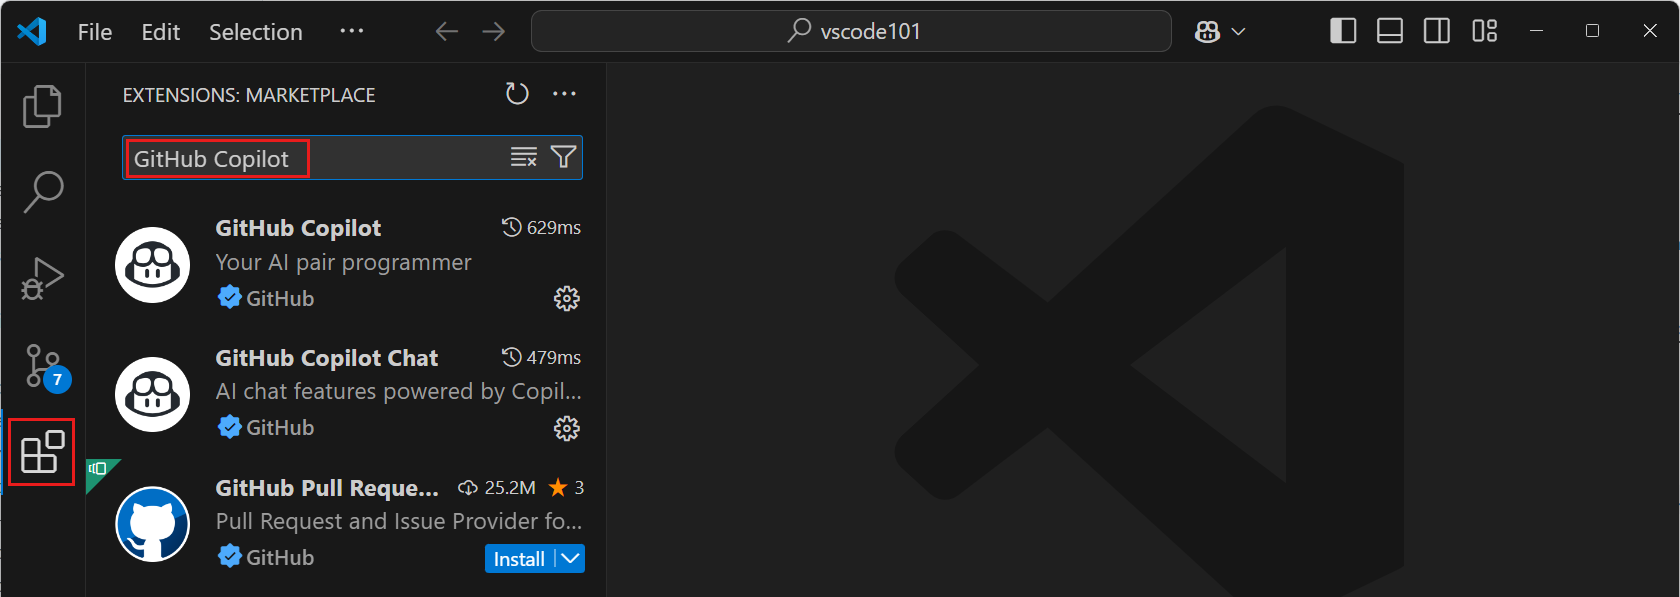 File Edit Selection ··· vscode101
EXTENSIONS: MARKETPLACE
GitHub Copilot
GitHub Copilot 629ms
Your AI pair programmer
GitHub
GitHub Copilot Chat 479ms
AI chat features powered by Copil...
GitHub
7
GitHub Pull Reque... 25.2M 3
Pull Request and Issue Provider fo...
GitHub Install